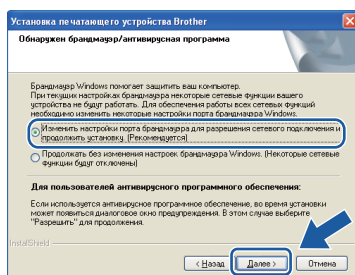 Установка печатающего устройства Brother
Обнаружен брандмауэр/антивирусная программа
Брандмауэр Windows помогает защитить ваш компьютер.
При текущих настройках брандмауэра некоторые сетевые функции вашего
устройства не будут работать. Для обеспечения работы всех сетевых функций
необходимо изменить некоторые настройки порта брандмауэра Windows.
Изменить настройки порта брандмауэра для разрешения сетевого подключения и
продолжить установку. (Рекомендуется)
Продолжать без изменения настроек брандмауэра Windows. (Некоторые сетевые
функции будут отключены)
Для пользователей антивирусного программного обеспечения:
Если используется антивирусное программное обеспечение, во время установки
может появиться диалоговое окно предупреждения. В этом случае выберите
"Разрешить" для продолжения.
InstallShield
< Назад
Далее >
Отмена